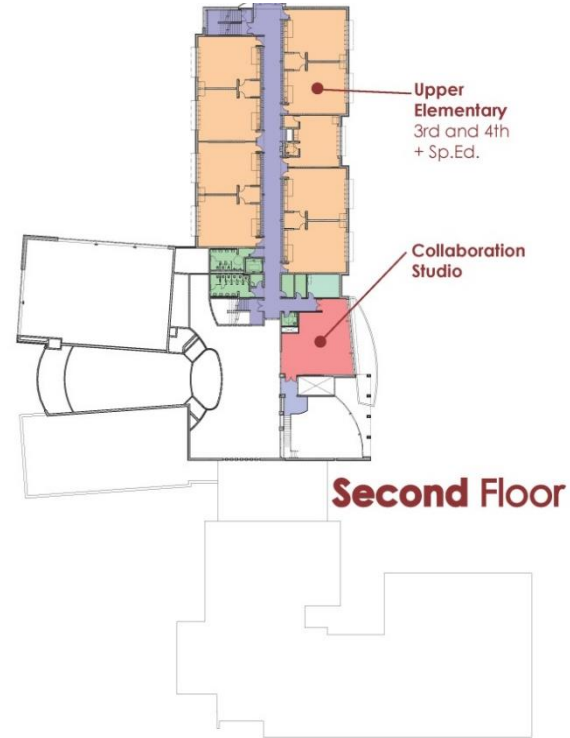 Upper
Elementary
3rd and 4th
+ Sp.Ed.
Collaboration
Studio
Second Floor